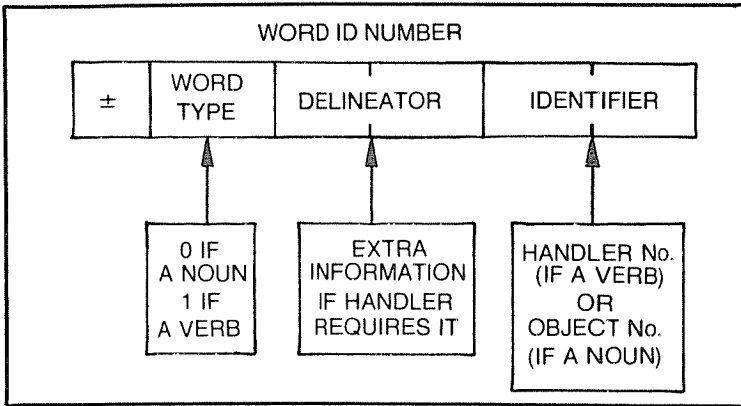 WORD ID NUMBER
±
WORD
TYPE
DELINEATOR
IDENTIFIER
0 IF
A NOUN
1 IF
A VERB
EXTRA
INFORMATION
IF HANDLER
REQUIRES IT
HANDLER No.
(IF A VERB)
OR
OBJECT No.
(IF A NOUN)